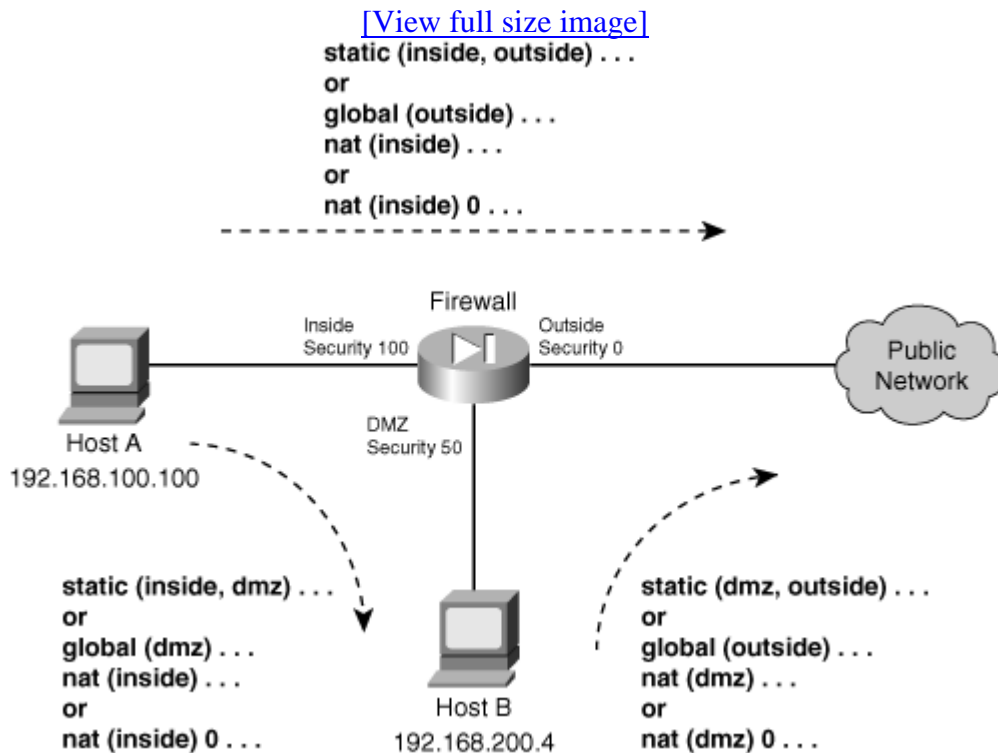 [View full size image]
static (inside, outside) . . .
or
global (outside) . . .
nat (inside) . . .
or
nat (inside) 0 . . .
Firewall
Inside
Security 100
Outside
Security 0
Public
Network
DMZ
Security 50
Host A
192.168.100.100
static (inside, dmz) . . .
or
global (dmz) . . .
nat (inside) . . .
or
nat (inside) 0 . . .
Host B
192.168.200.4
static (dmz, outside) . . .
or
global (outside) . . .
nat (dmz) . . .
or
nat (dmz) 0 . . .